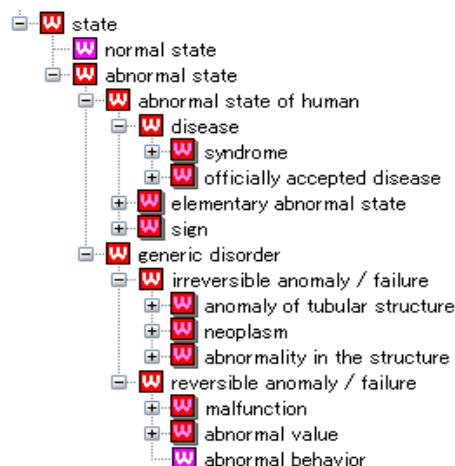 state
normal state
abnormal state
abnormal state of human
disease
syndrome
officially accepted disease
elementary abnormal state
sign
generic disorder
irreversible anomaly / failure
anomaly of tubular structure
neoplasm
abnormality in the structure
reversible anomaly / failure
malfunction
abnormal value
abnormal behavior